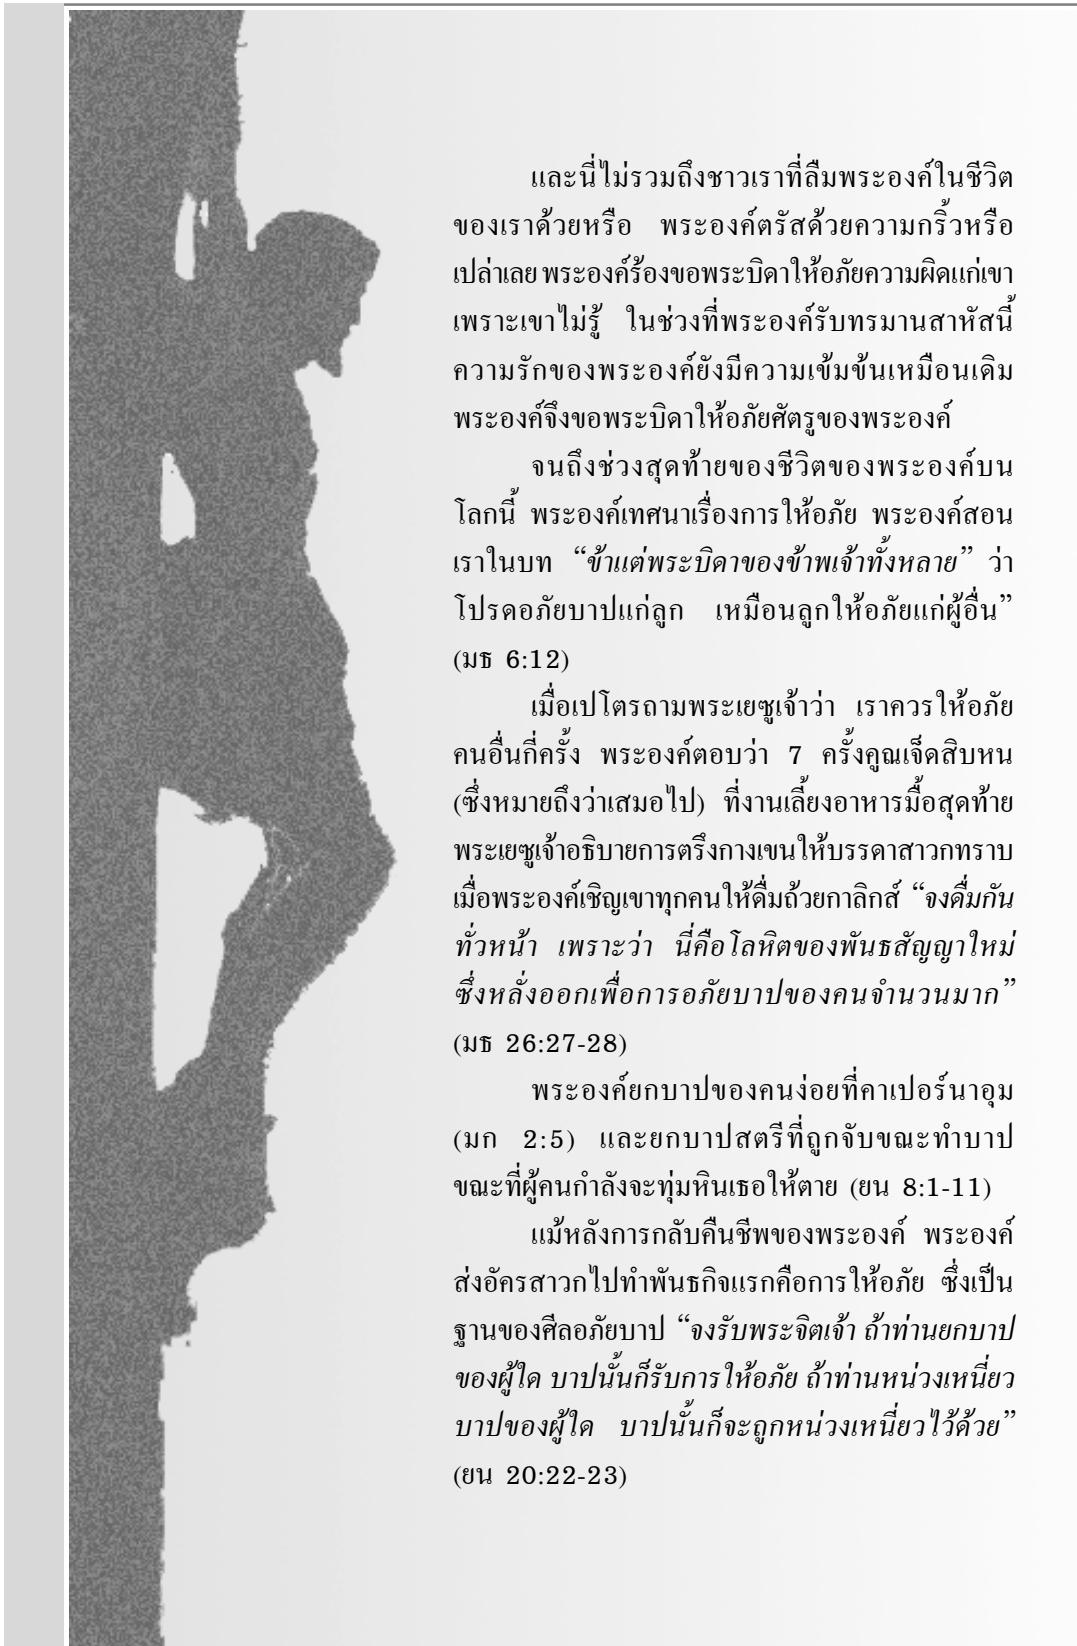 และนี่ไม่รวมถึงชาวเราที่ลืมพระองค์ในชีวิต
ของเราด้วยหรือ พระองค์ตรัสด้วยความกริ้วหรือ
เปล่าเลย พระองค์ร้องขอพระบิดาให้อภัยความผิดแก่เขา
เพราะเขาไม่รู้ ในช่วงที่พระองค์รับทรมานสาหัสนี้
ความรักของพระองค์ยังมีความเข้มข้นเหมือนเดิม
พระองค์จึงขอพระบิดาให้อภัยศัตรูของพระองค์
จนถึงช่วงสุดท้ายของชีวิตของพระองค์บน
โลกนี้ พระองค์เทศนาเรื่องการให้อภัย พระองค์สอน
เราในบท “ข้าแต่พระบิดาของข้าพเจ้าทั้งหลาย” ว่า
โปรดอภัยบาปแก่ลูก เหมือนลูกให้อภัยแก่ผู้อื่น”
(มธ 6:12)
เมื่อเปโตรถามพระเยซูเจ้าว่า เราควรให้อภัย
คนอื่นกี่ครั้ง พระองค์ตอบว่า 7 ครั้งคูณเจ็ดสิบหน
(ซึ่งหมายถึงว่าเสมอไป) ที่งานเลี้ยงอาหารมื้อสุดท้าย
พระเยซูเจ้าอธิบายการตรึงกางเขนให้บรรดาสาวกทราบ
เมื่อพระองค์เชิญเขาทุกคนให้ดื่มถ้วยกาลิกส์ “จงดื่มกัน
ทั่วหน้า เพราะว่า นี่คือโลหิตของพันธสัญญาใหม่
ซึ่งหลั่งออกเพื่อการอภัยบาปของคนจำนวนมาก”
(มธ 26:27-28)
พระองค์ยกบาปของคนง่อยที่คาเปอร์นาอุม
(มก 2:5) และยกบาปสตรีที่ถูกจับขณะทำบาป
ขณะที่ผู้คนกำลังจะทุ่มหินเธอให้ตาย (ยน 8:1-11)
แม้หลังการกลับคืนชีพของพระองค์ พระองค์
ส่งอัครสาวกไปทำพันธกิจแรกคือการให้อภัย ซึ่งเป็น
ฐานของศีลอภัยบาป “จงรับพระจิตเจ้า ถ้าท่านยกบาป
ของผู้ใด บาปนั้นก็รับการให้อภัย ถ้าท่านหน่วงเหนี่ยว
บาปของผู้ใด บาปนั้นก็จะถูกหน่วงเหนี่ยวไว้ด้วย”
(ยน 20:22-23)